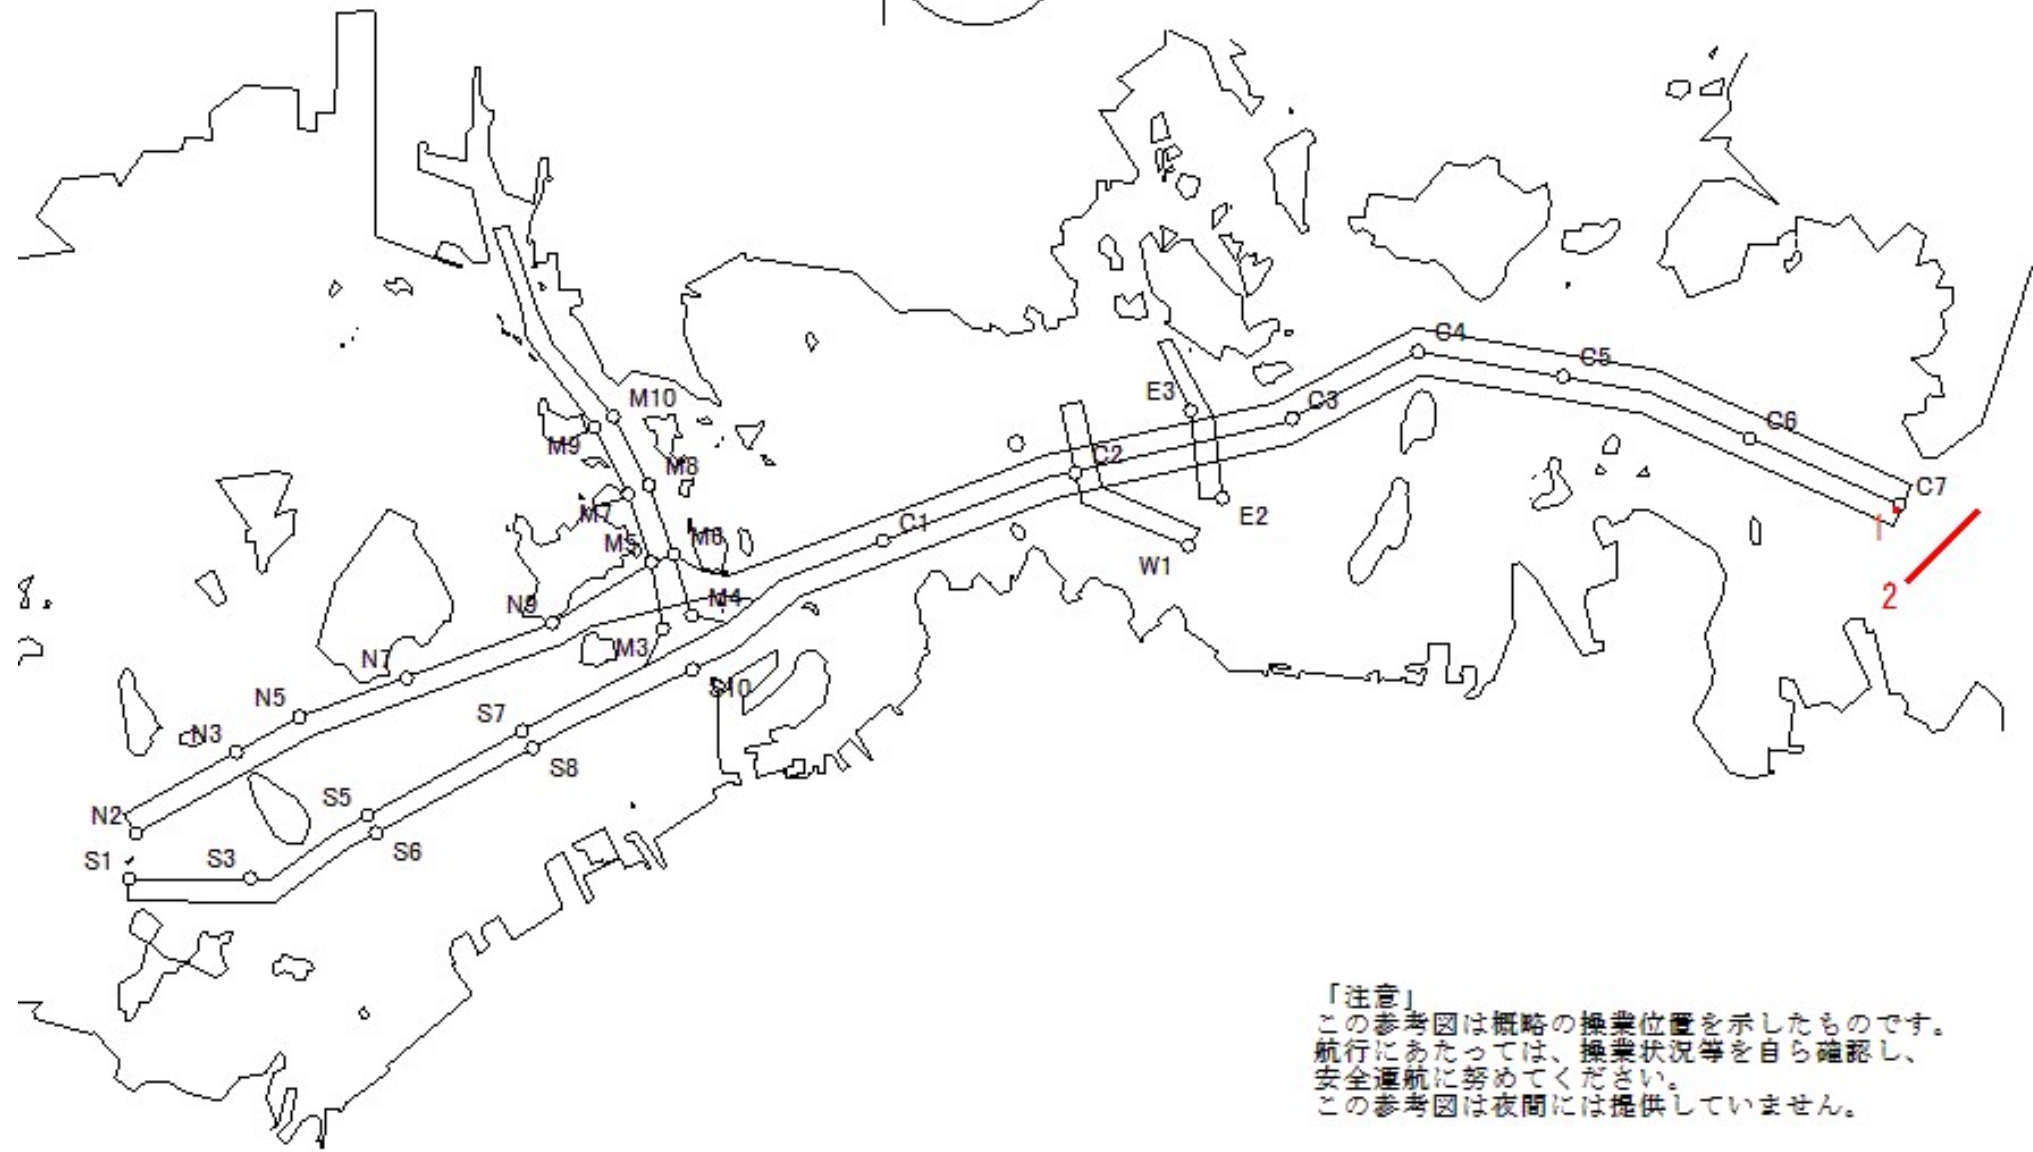 C4
C5
M10
E3
C3
M9
C6
M8
C2
C7
M7
E2
1
C1
M5
M6
W1
2
N9
M4
M3
N7
S10
N5
S7
N3
S8
S5
N2
S6
S1
S3
「注意」
この参考図は概略の操業位置を示したものです。
航行にあたっては、操業状況等を自ら確認し、
安全運航に努めてください。
この参考図は夜間には提供していません。